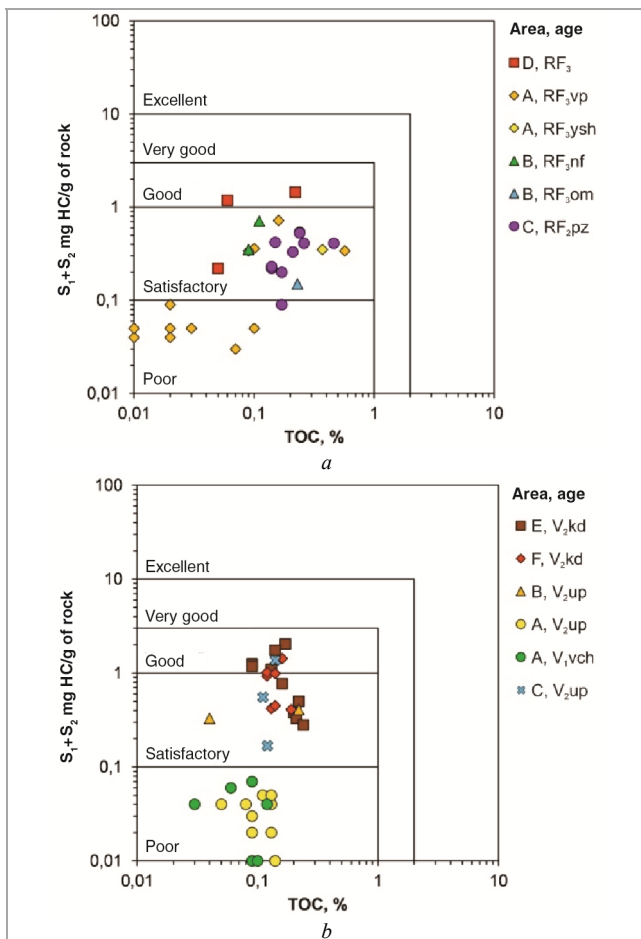 100
10
1
0,1
0,01
S₁+S₂ mg HC/g of rock
Excellent
Very good
Good
Satisfactory
Poor
0,01 0,1 1 10
TOC, %
Area, age
D, RF₃
A, RF₃vp
A, RF₃ysh
B, RF₃nf
B, RF₃om
C, RF₂pz
a
100
10
1
0,1
0,01
S₁+S₂ mg HC/g of rock
Excellent
Very good
Good
Satisfactory
Poor
0,01 0,1 1 10
TOC, %
Area, age
E, V₂kd
F, V₂kd
B, V₂up
A, V₂up
A, V₁vch
C, V₂up
b